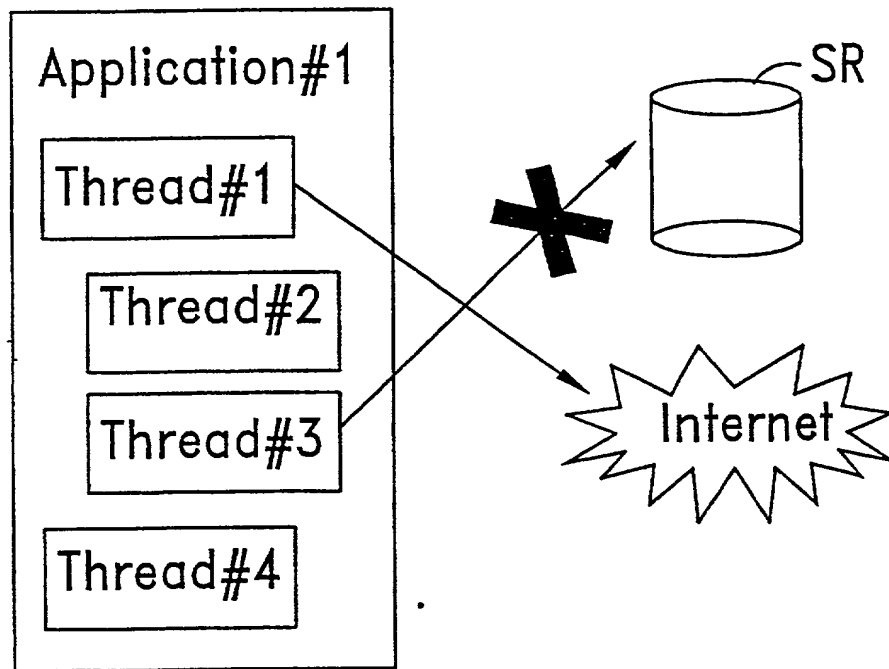 Application#1
SR
Thread#1
Thread#2
Thread#3
Internet
Thread#4